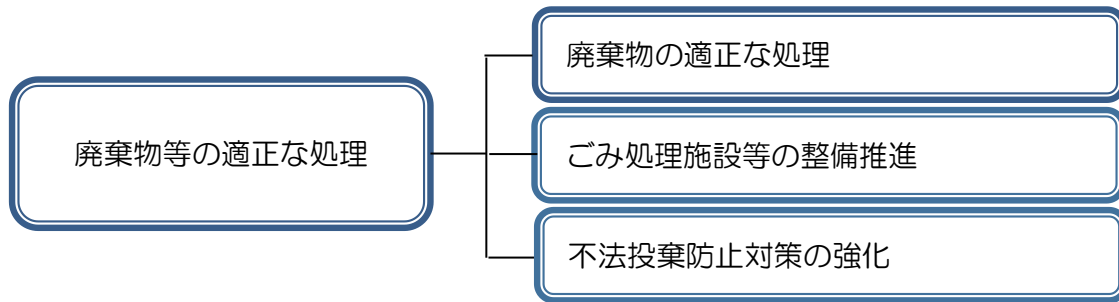 廃棄物等の適正な処理
廃棄物の適正な処理
ごみ処理施設等の整備推進
不法投棄防止対策の強化